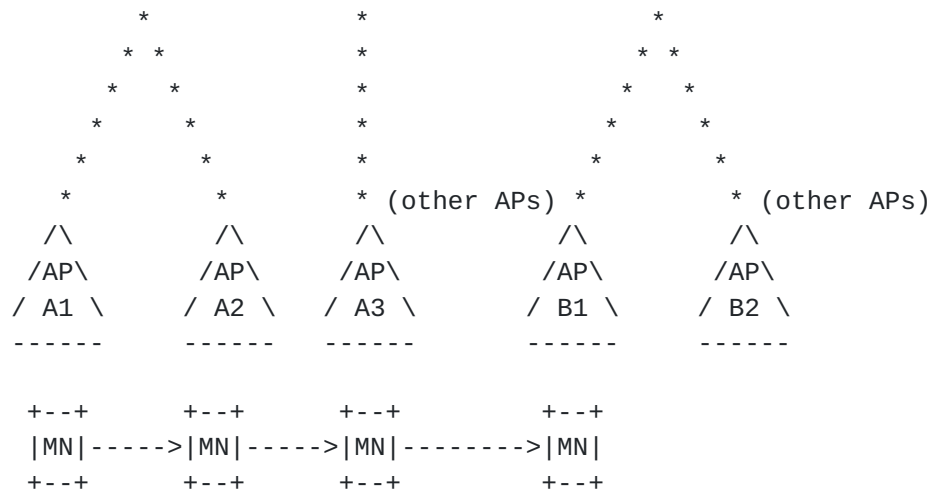 * * *
* * * * *
* * * * *
* * * * *
* * * * *
* * * (other APs) * * (other APs)
/\ /\ /\ /\ /\
/AP\ /AP\ /AP\ /AP\ /AP\
/ A1 \ / A2 \ / A3 \ / B1 \ / B2 \
------ ------ ------ ------ ------
+--+ +--+ +--+ +--+
|MN|----->|MN|----->|MN|-------->|MN|
+--+ +--+ +--+ +--+